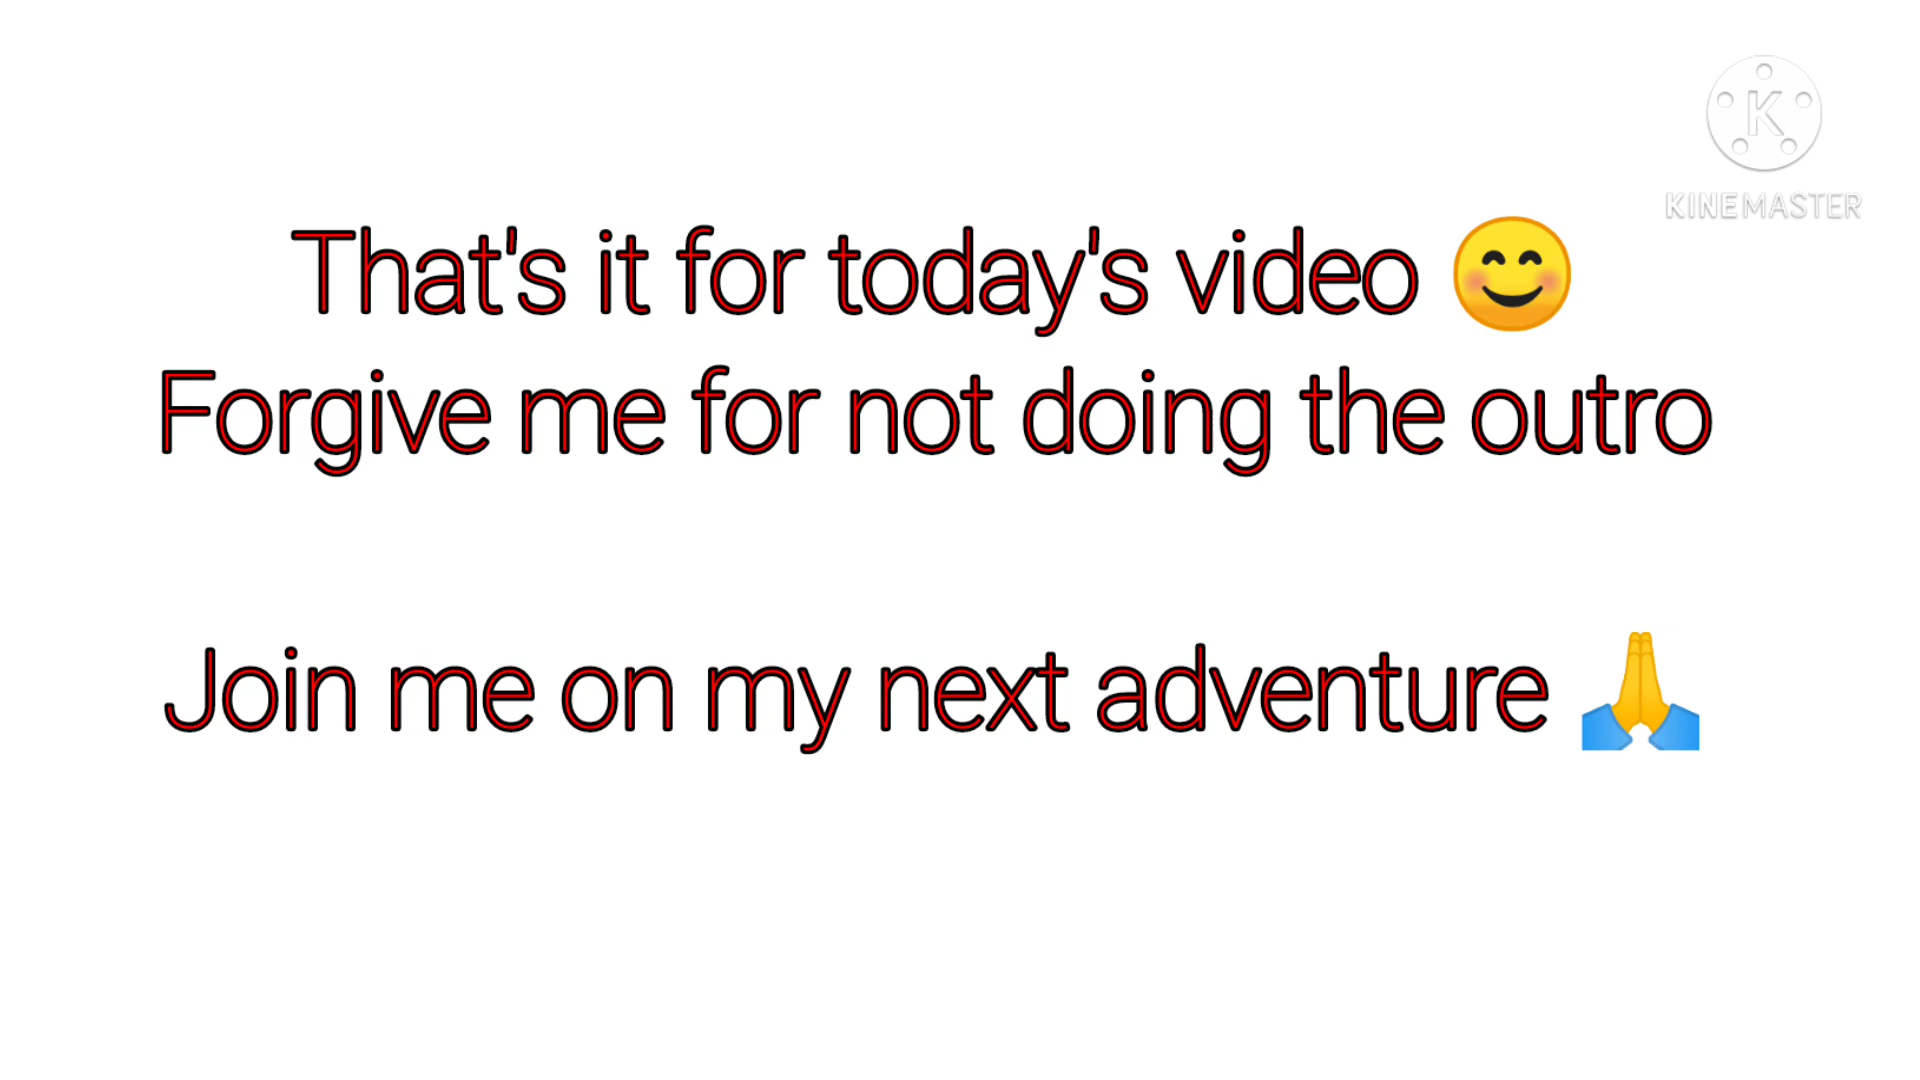 K
KINEMASTER
That's it for today's video 😊
Forgive me for not doing the outro
Join me on my next adventure 🙏